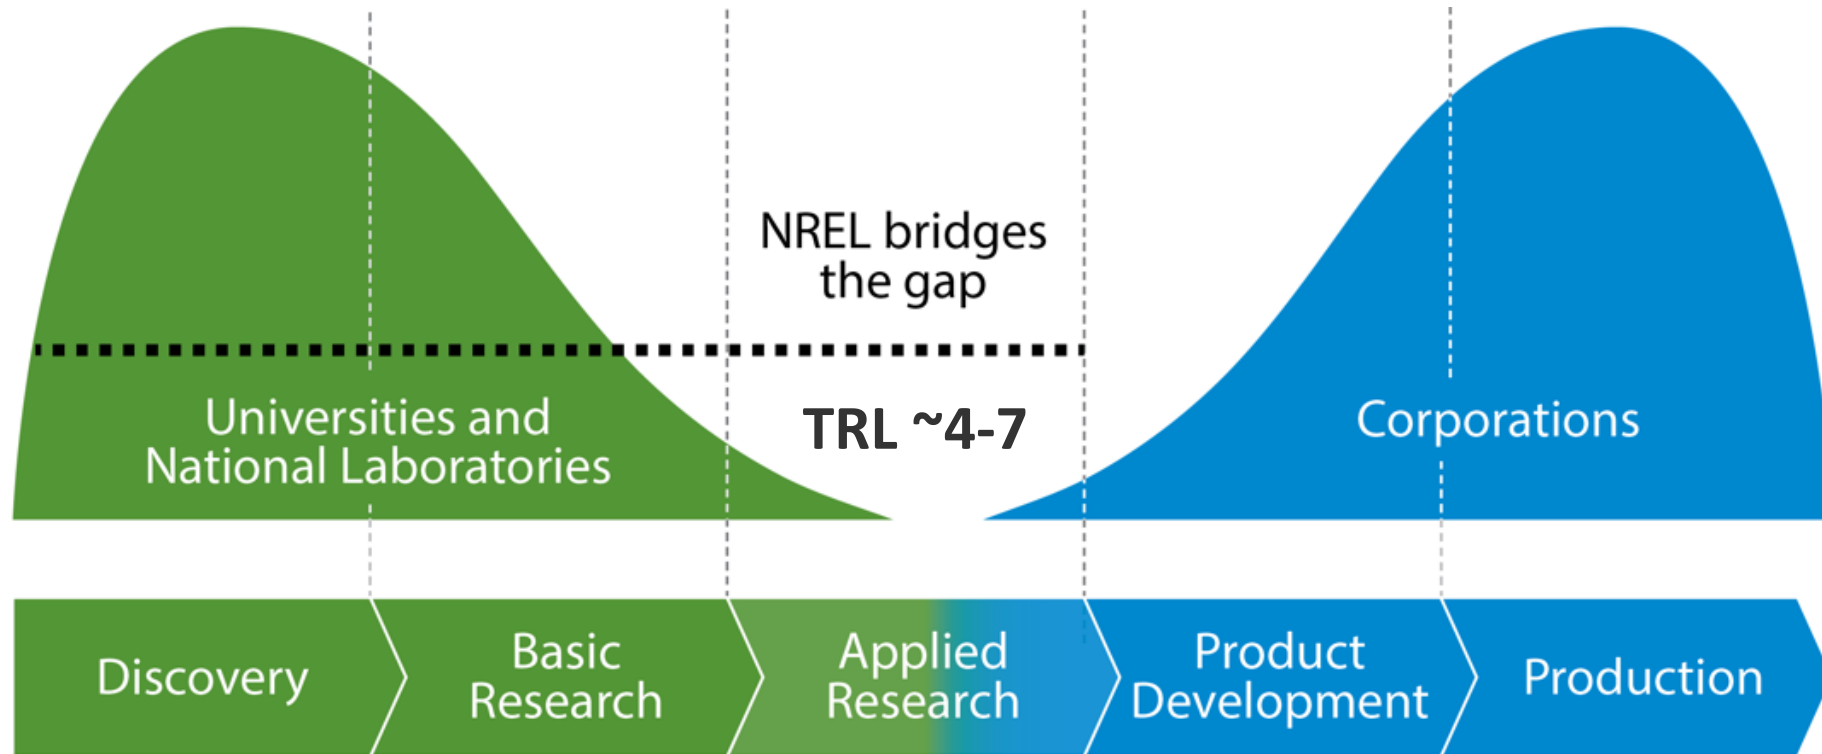 NREL bridges
the gap
TRL ~4-7
Universities and
National Laboratories
Corporations
Discovery
Basic
Research
Applied
Research
Product
Development
Production